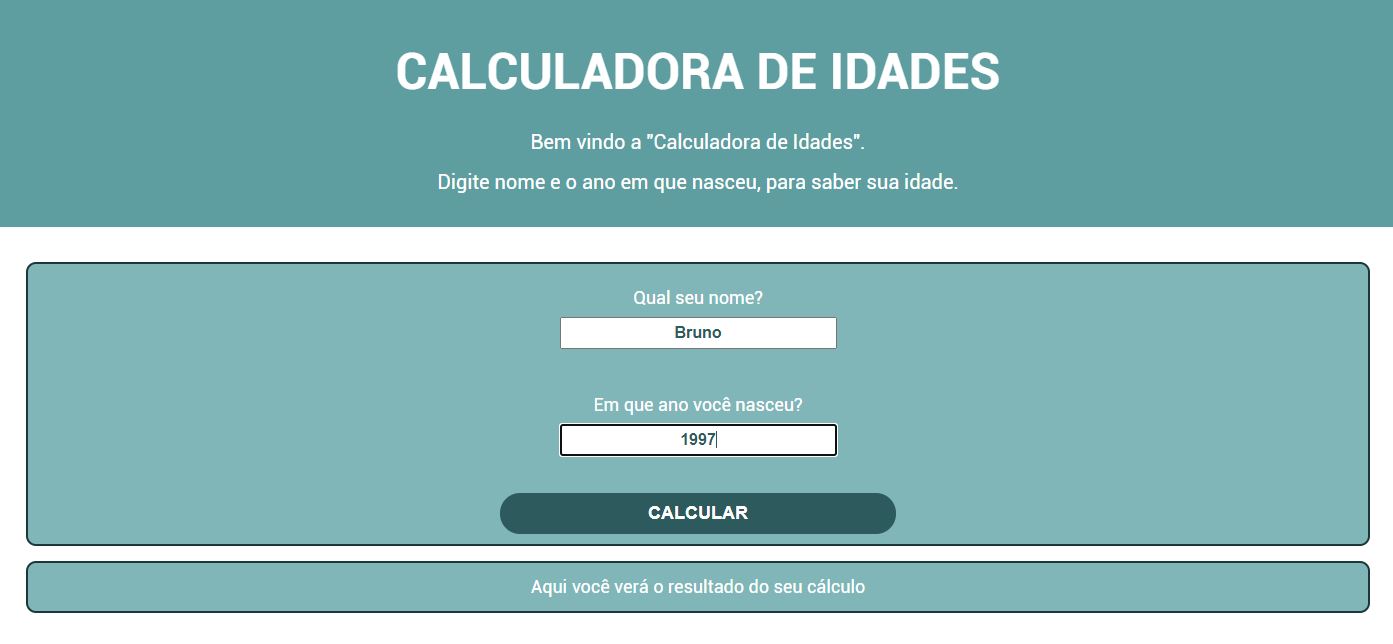 CALCULADORA DE IDADES
Bem vindo a "Calculadora de Idades".
Digite nome e o ano em que nasceu, para saber sua idade.
Qual seu nome?
Bruno
Em que ano você nasceu?
1997
CALCULAR
Aqui você verá o resultado do seu cálculo